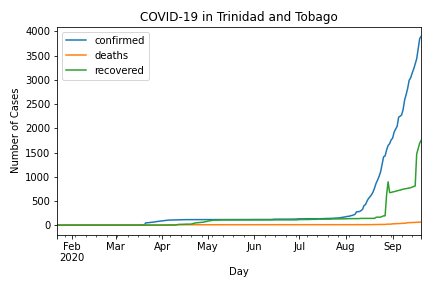 COVID-19 in Trinidad and Tobago
confirmed
deaths
recovered
Number of Cases
4000
3500
3000
2500
2000
1500
1000
500
0
Feb
2020
Mar
Apr
May
Jun
Jul
Aug
Sep
Day